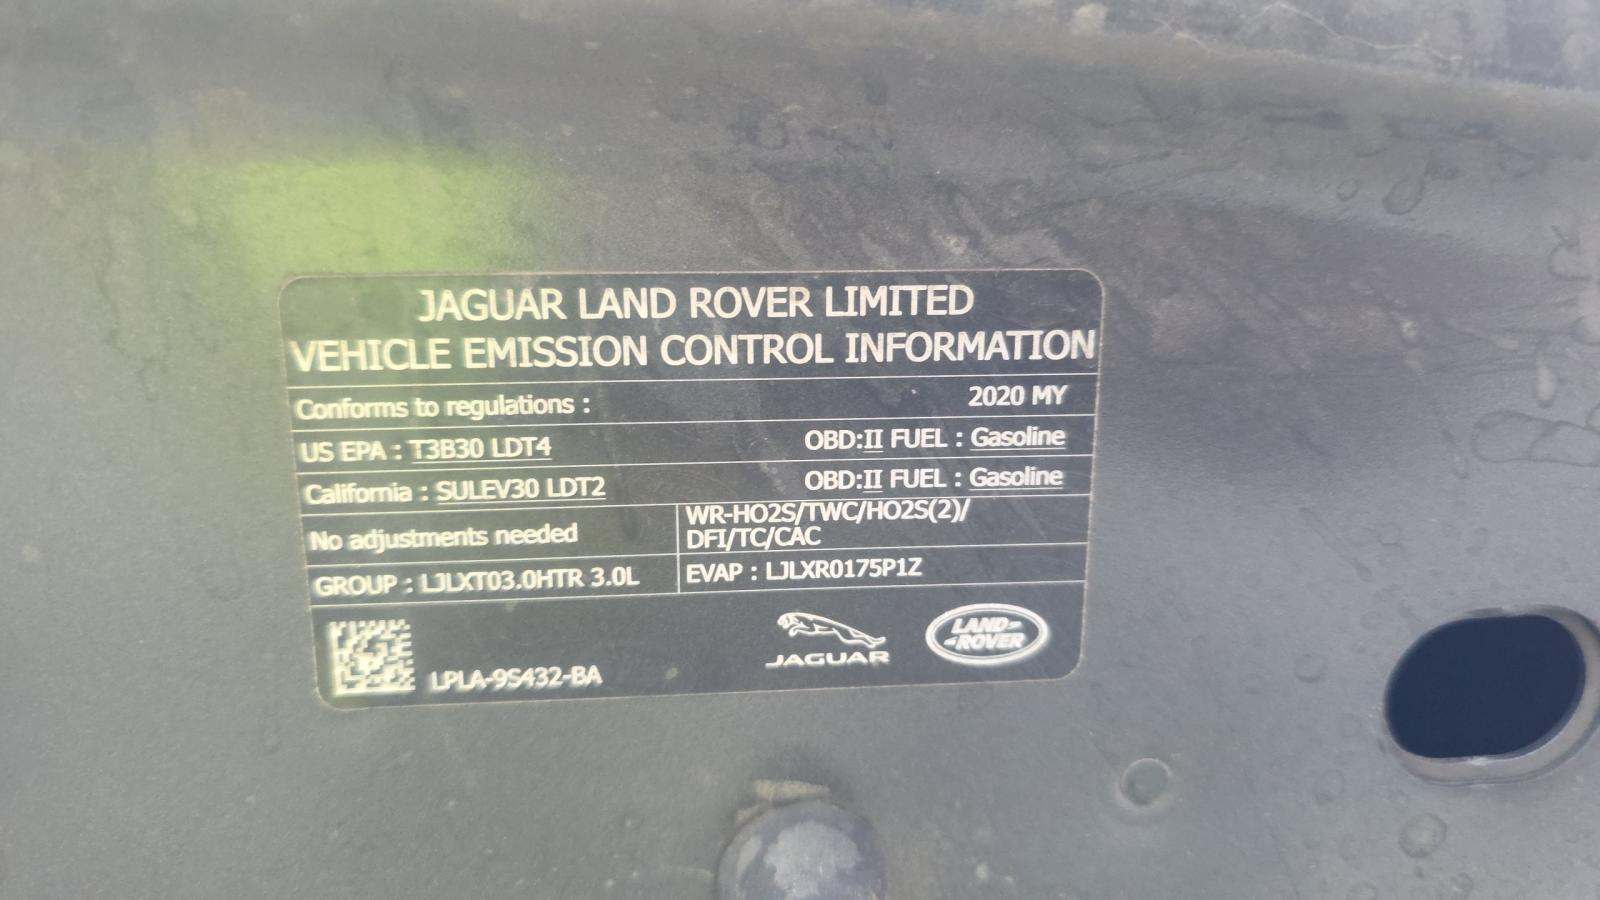 JAGUAR LAND ROVER LIMITED
VEHICLE EMISSION CONTROL INFORMATION
Conforms to regulations : 2020 MY
US EPA : T3B30 LDT4 OBD:II FUEL : Gasoline
California : SULEV30 LDT2 OBD:II FUEL : Gasoline
No adjustments needed
WR-HO2S/TWC/HO2S(2)/
DFI/TC/CAC
GROUP : LJLXT03.0HTR 3.0L EVAP : LJLXR0175P1Z
LPLA-9S432-BA
JAGUAR
LAND-
-ROVER